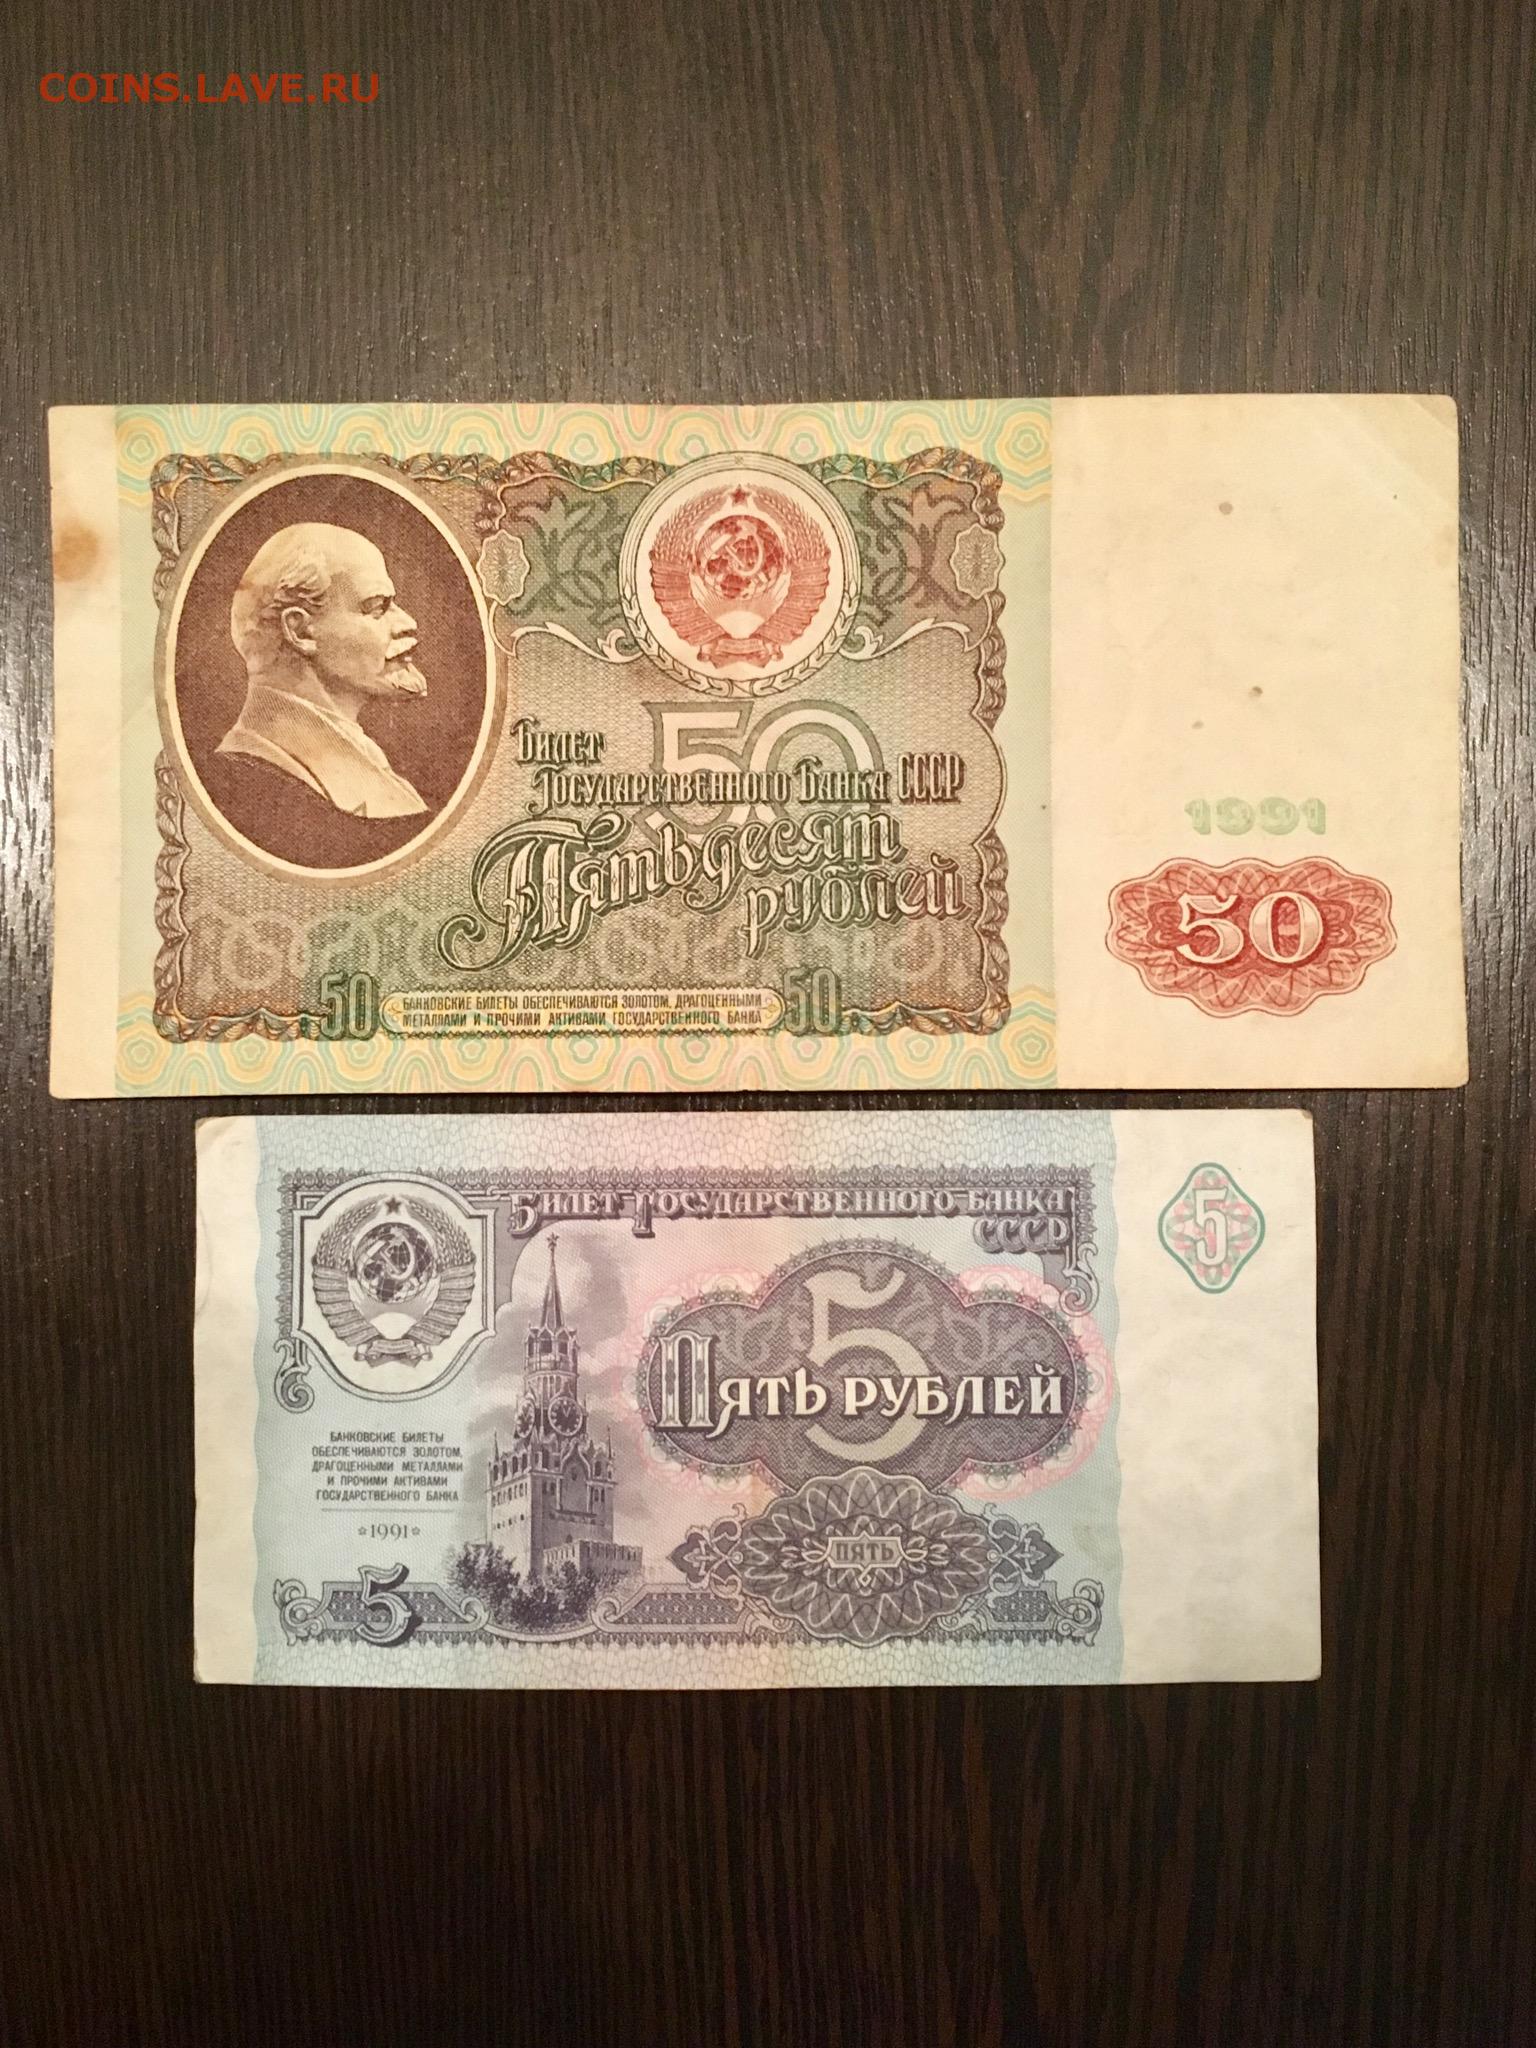 COINS.LAVE.RU
50
Билет
Государственного Банка СССР
Пятьдесят
рублей
1991
50
50
БАНКОВСКИЕ БИЛЕТЫ ОБЕСПЕЧИВАЮТСЯ ЗОЛОТОМ, ДРАГОЦЕННЫМИ
МЕТАЛЛАМИ И ПРОЧИМИ АКТИВАМИ ГОСУДАРСТВЕННОГО БАНКА
50
БИЛЕТ ГОСУДАРСТВЕННОГО БАНКА
СССР
5
5
ПЯТЬ РУБЛЕЙ
БАНКОВСКИЕ БИЛЕТЫ
ОБЕСПЕЧИВАЮТСЯ ЗОЛОТОМ,
ДРАГОЦЕННЫМИ МЕТАЛЛАМИ
И ПРОЧИМИ АКТИВАМИ
ГОСУДАРСТВЕННОГО БАНКА
1991
ПЯТЬ
5